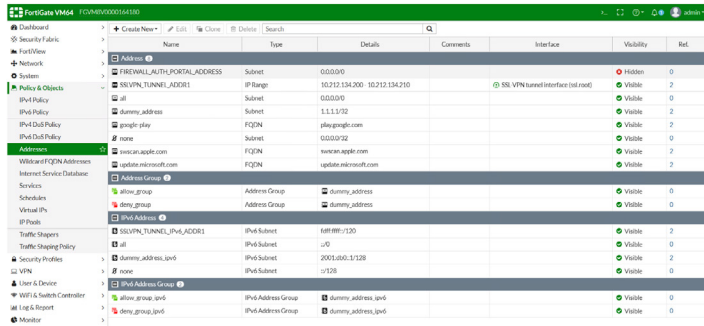 FortiGate VM64 FGVM8V0000164180
admin
Dashboard
Security Fabric
FortiView
Network
System
Policy & Objects
IPv4 Policy
IPv6 Policy
IPv4 DoS Policy
IPv6 DoS Policy
Addresses
Wildcard FQDN Addresses
Internet Service Database
Services
Schedules
Virtual IPs
IP Pools
Traffic Shapers
Traffic Shaping Policy
Security Profiles
VPN
User & Device
WiFi & Switch Controller
Log & Report
Monitor
+ Create New Edit Clone Delete Search
Name Type Details Comments Interface Visibility Ref.
Address 8
FIREWALL_AUTH_PORTAL_ADDRESS Subnet 0.0.0.0/0 Hidden 0
SSLVPN_TUNNEL_ADDR1 IP Range 10.212.134.200 - 10.212.134.210 SSL-VPN tunnel interface (ssl.root) Visible 2
all Subnet 0.0.0.0/0 Visible 0
dummy_address Subnet 1.1.1.1/32 Visible 2
google-play FQDN play.google.com Visible 2
none Subnet 0.0.0.0/32 Visible 0
swscan.apple.com FQDN swscan.apple.com Visible 2
update.microsoft.com FQDN update.microsoft.com Visible 2
Address Group 2
allow_group Address Group dummy_address Visible 0
deny_group Address Group dummy_address Visible 0
IPv6 Address 4
SSLVPN_TUNNEL_IPv6_ADDR1 IPv6 Subnet fdff:ffff::/120 Visible 2
all IPv6 Subnet ::/0 Visible 0
dummy_address_ipv6 IPv6 Subnet 2001:db0::1/128 Visible 2
none IPv6 Subnet ::/128 Visible 0
IPv6 Address Group 2
allow_group_ipv6 IPv6 Address Group dummy_address_ipv6 Visible 0
deny_group_ipv6 IPv6 Address Group dummy_address_ipv6 Visible 0